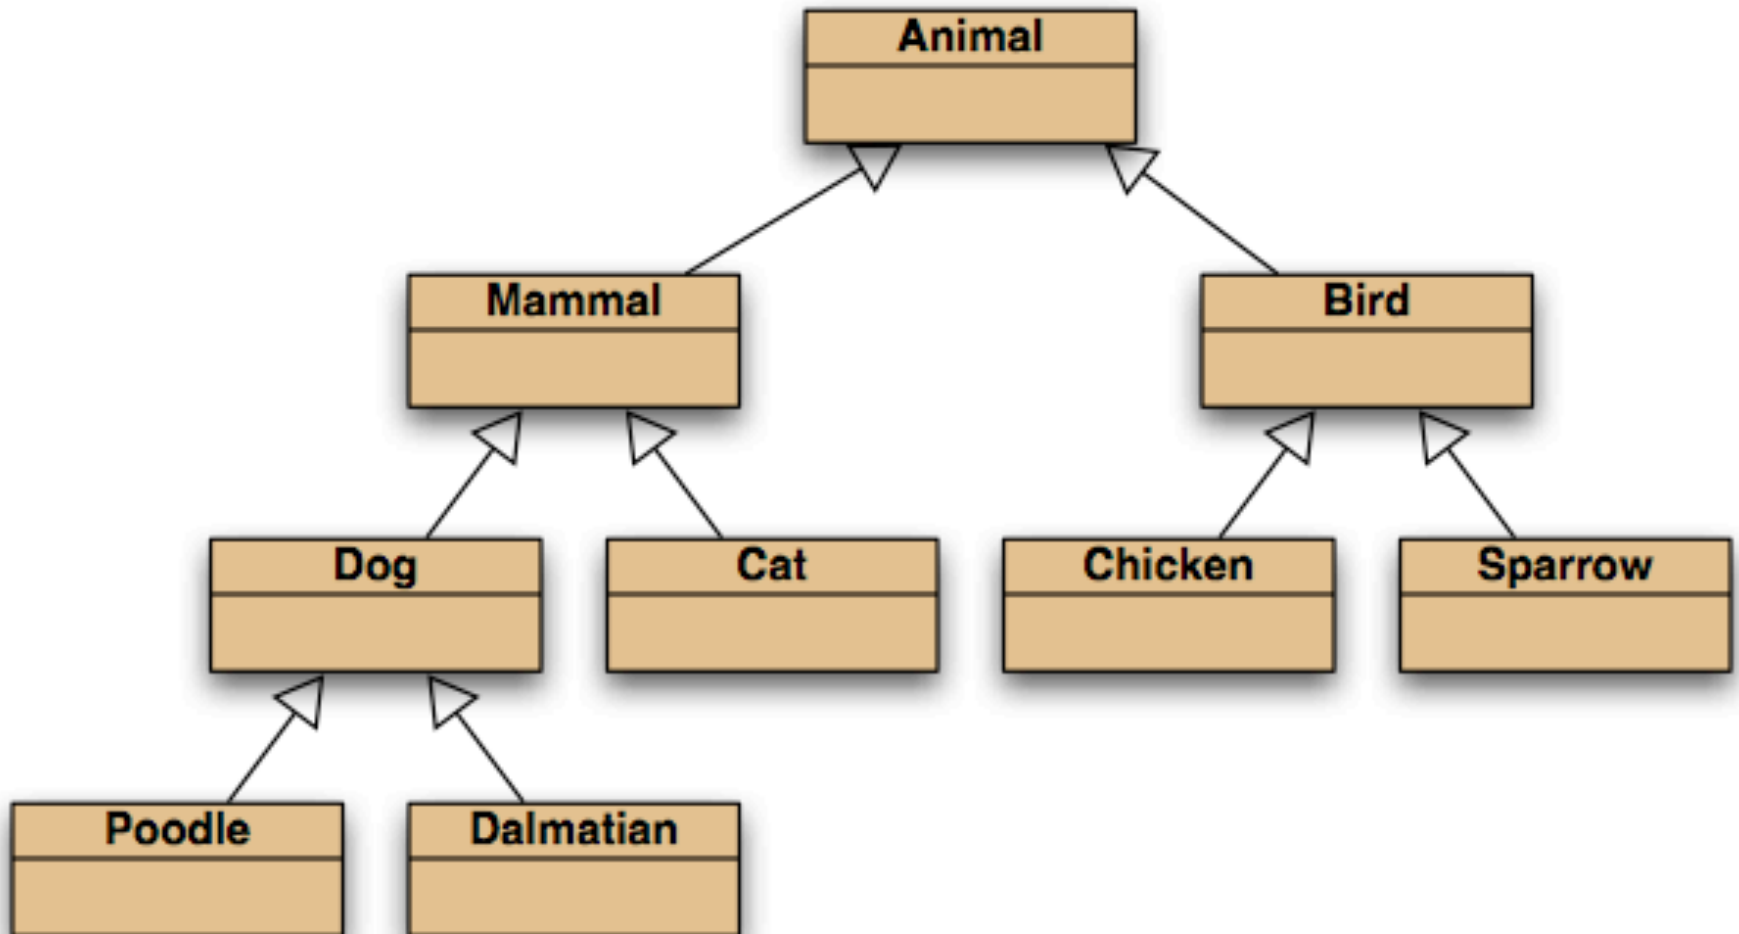 Animal
Mammal
Bird
Dog
Cat
Chicken
Sparrow
Poodle
Dalmatian